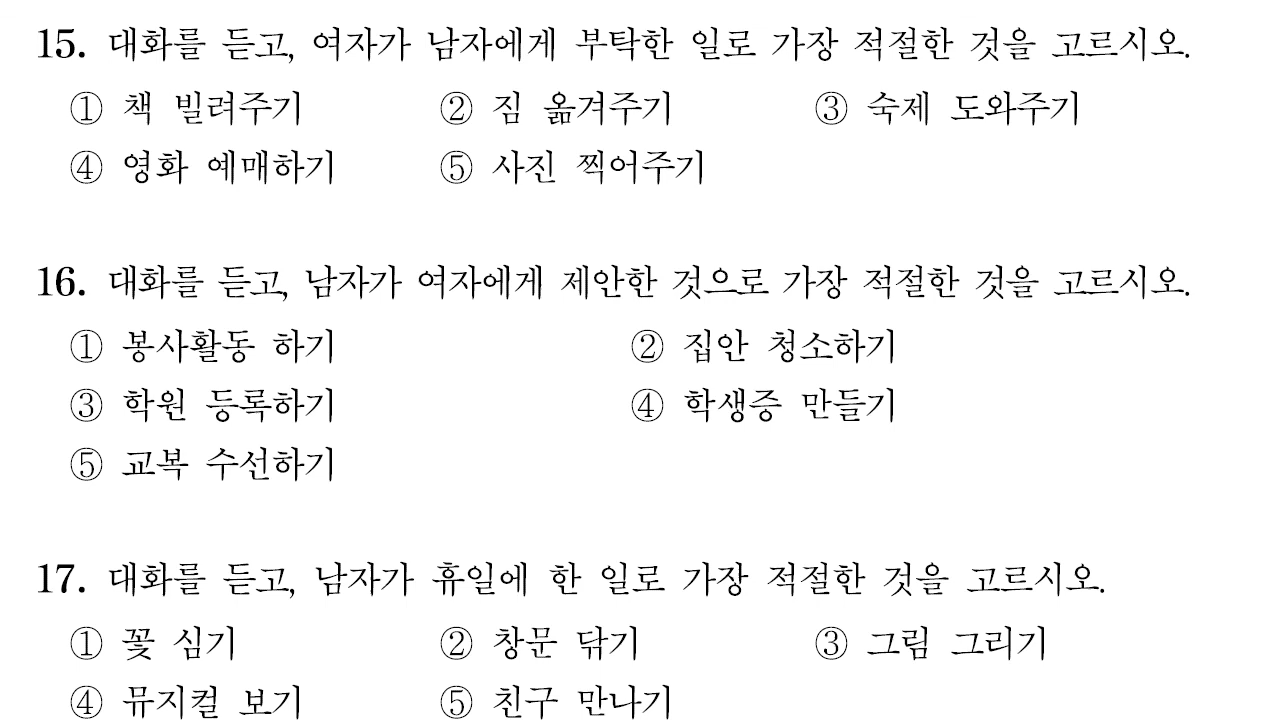 15. 대화를 듣고, 여자가 남자에게 부탁한 일로 가장 적절한 것을 고르시오.
① 책 빌려주기 ② 짐 옮겨주기 ③ 숙제 도와주기
④ 영화 예매하기 ⑤ 사진 찍어주기
16. 대화를 듣고, 남자가 여자에게 제안한 것으로 가장 적절한 것을 고르시오.
① 봉사활동 하기 ② 집안 청소하기
③ 학원 등록하기 ④ 학생증 만들기
⑤ 교복 수선하기
17. 대화를 듣고, 남자가 휴일에 한 일로 가장 적절한 것을 고르시오.
① 꽃 심기 ② 창문 닦기 ③ 그림 그리기
④ 뮤지컬 보기 ⑤ 친구 만나기